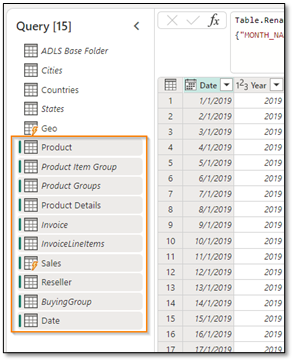 Query [15]
ADLS Base Folder
Cities
Countries
States
Geo
Product
Product Item Group
Product Groups
Product Details
Invoice
InvoiceLineItems
Sales
Reseller
BuyingGroup
Date
fx
Table.Rena
{"MONTH_NA
Date 1²3 Year
1 1/1/2019 2019
2 2/1/2019 2019
3 3/1/2019 2019
4 4/1/2019 2019
5 5/1/2019 2019
6 6/1/2019 2019
7 7/1/2019 2019
8 8/1/2019 2019
9 9/1/2019 2019
10 10/1/2019 2019
11 11/1/2019 2019
12 12/1/2019 2019
13 13/1/2019 2019
14 14/1/2019 2019
15 15/1/2019 2019
16 16/1/2019 2019
17 17/1/2019 2019